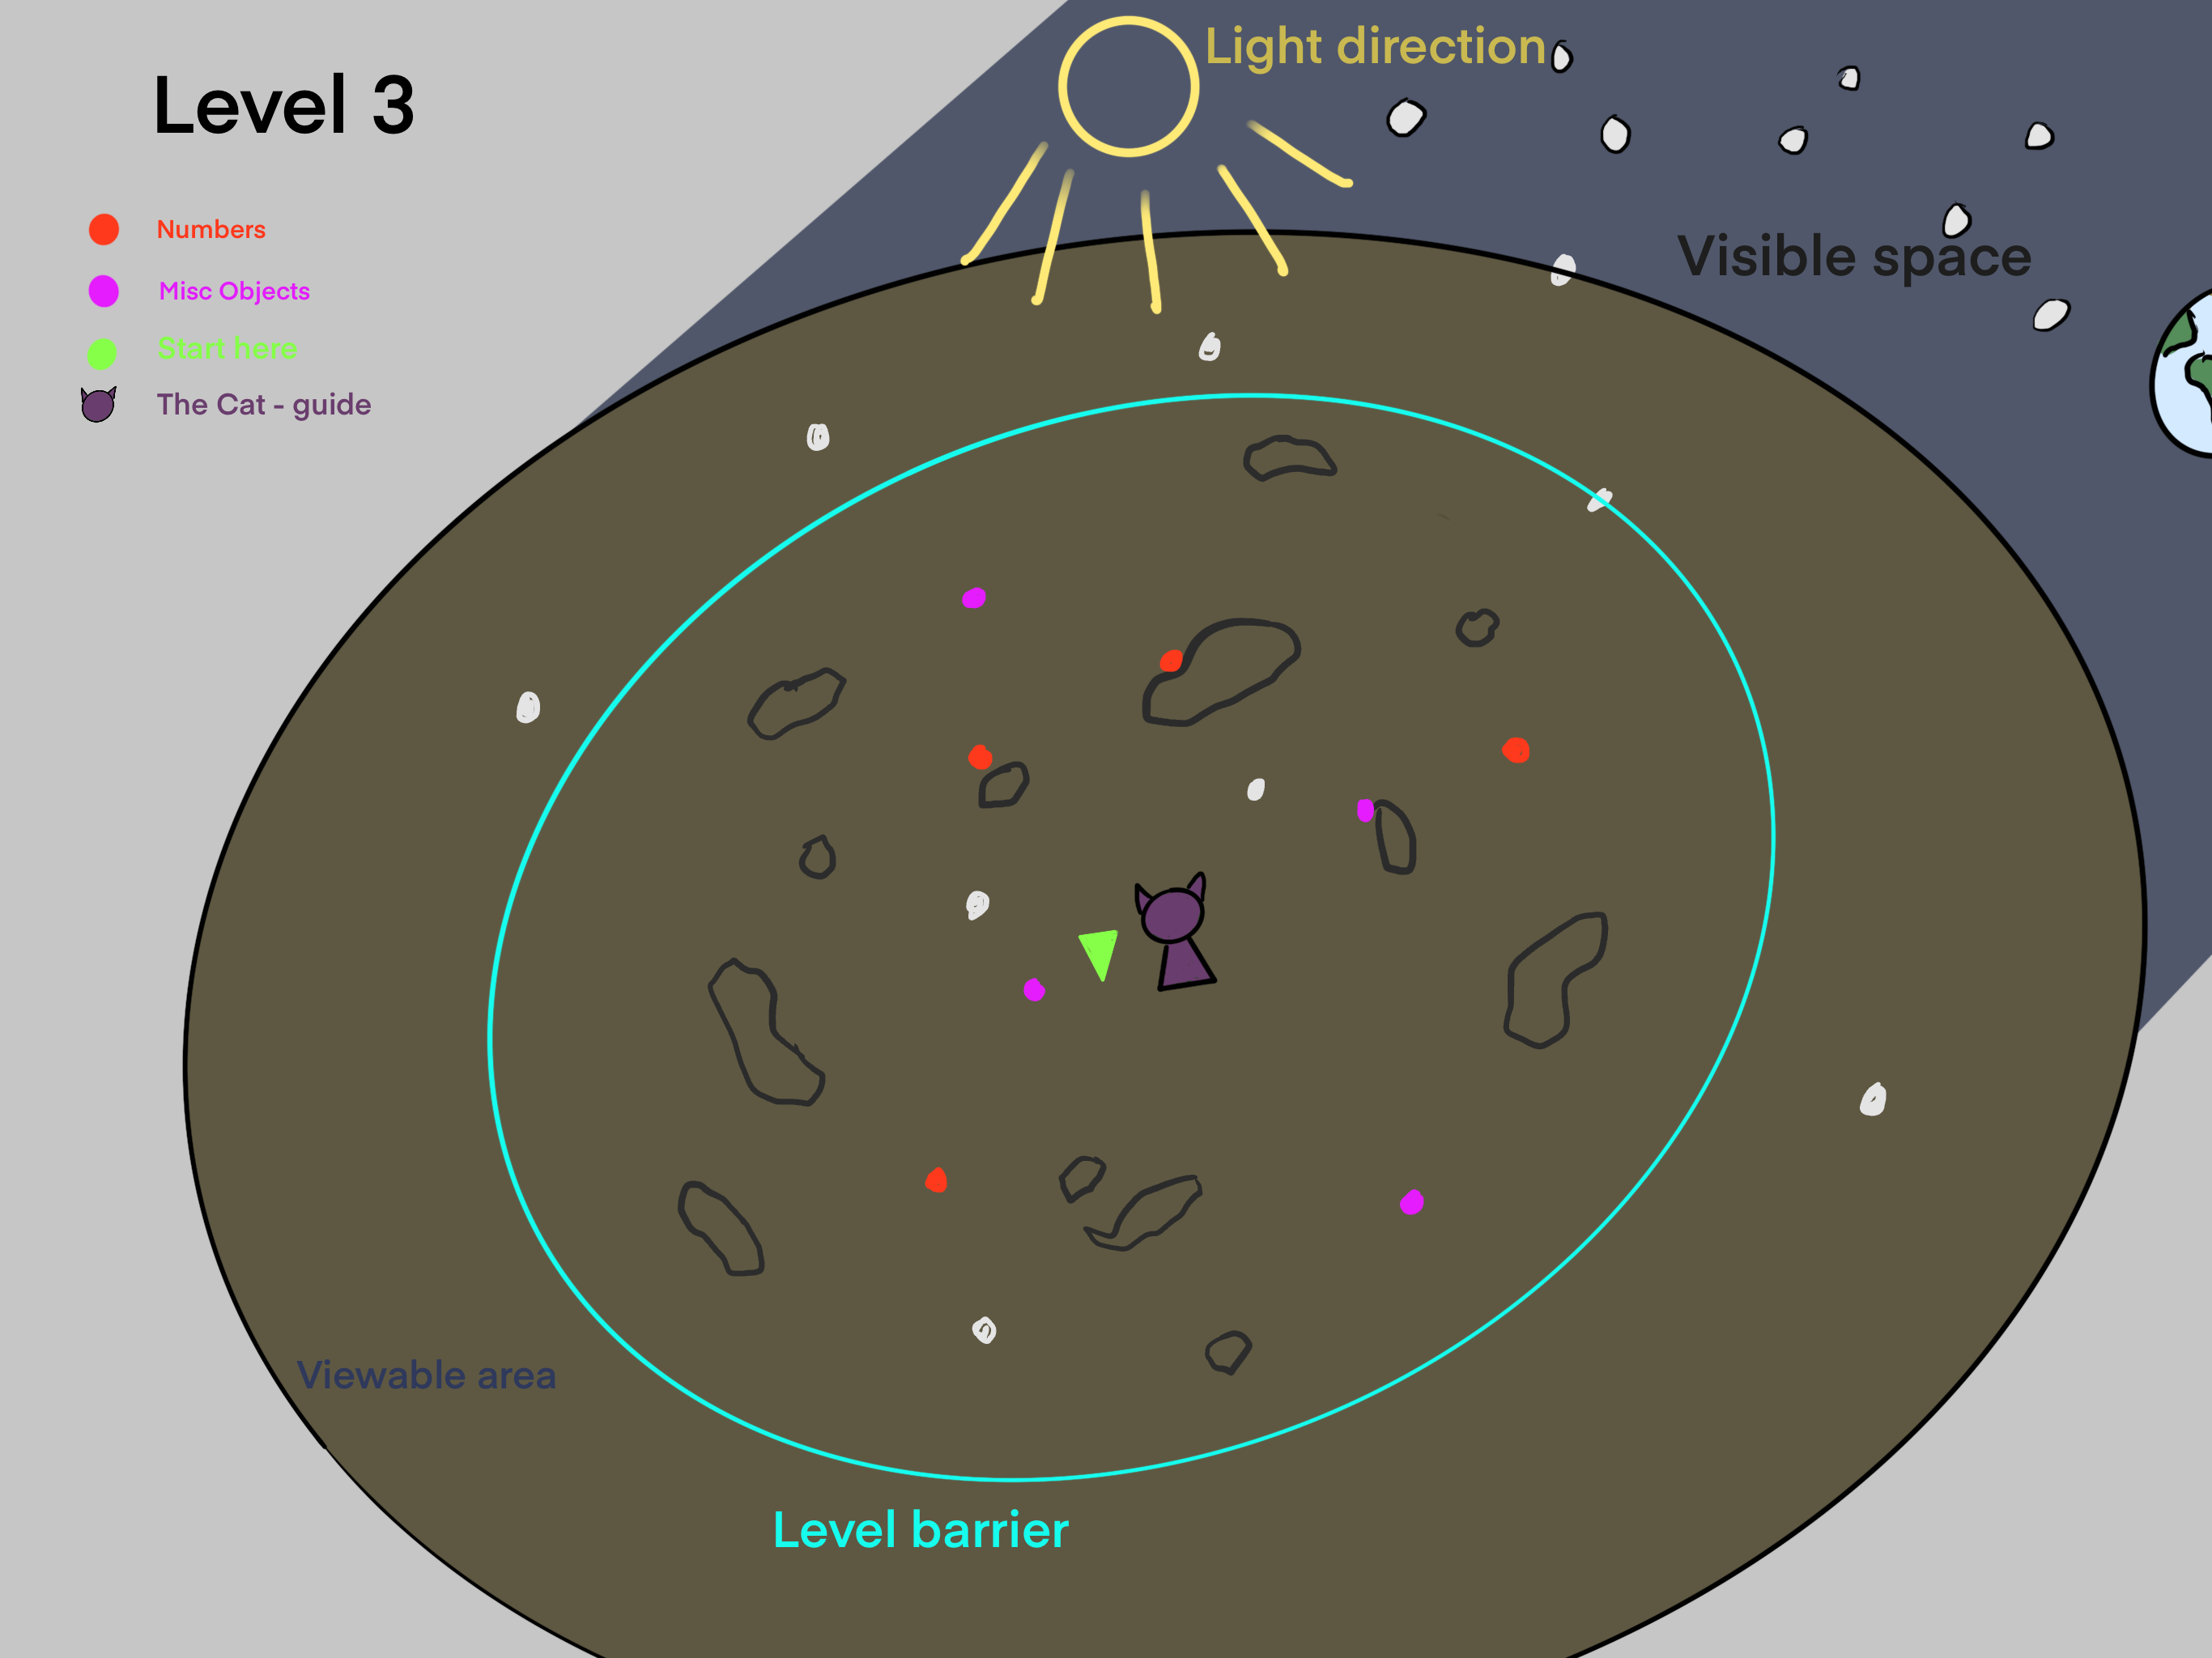 Level 3
Numbers
Misc Objects
Start here
The Cat - guide
Light direction
Visible space
Viewable area
Level barrier